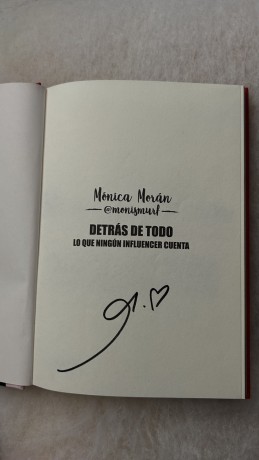 Mónica Morán
@monismurf
DETRÁS DE TODO
LO QUE NINGÚN INFLUENCER CUENTA